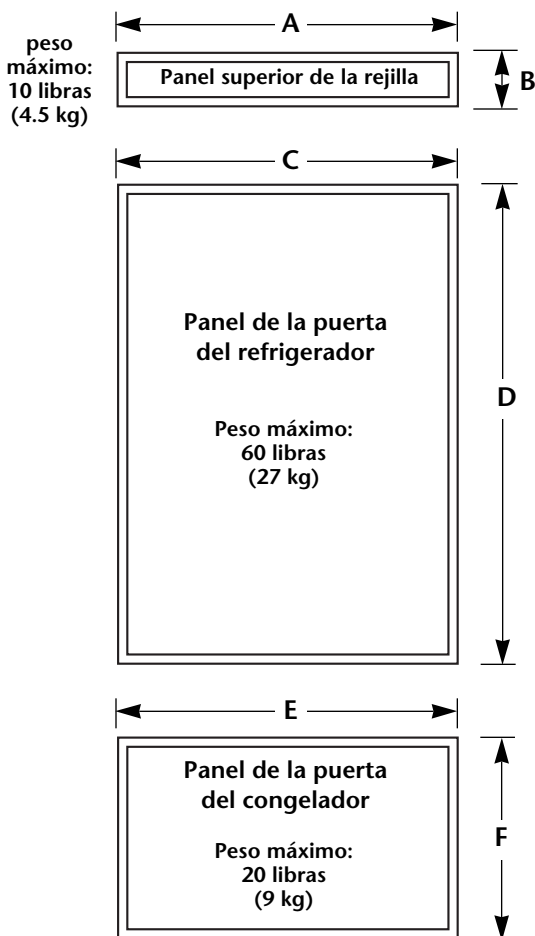 A
peso
máximo:
10 libras
(4.5 kg)
Panel superior de la rejilla
B
C
Panel de la puerta
del refrigerador
Peso máximo:
60 libras
(27 kg)
D
E
Panel de la puerta
del congelador
Peso máximo:
20 libras
(9 kg)
F